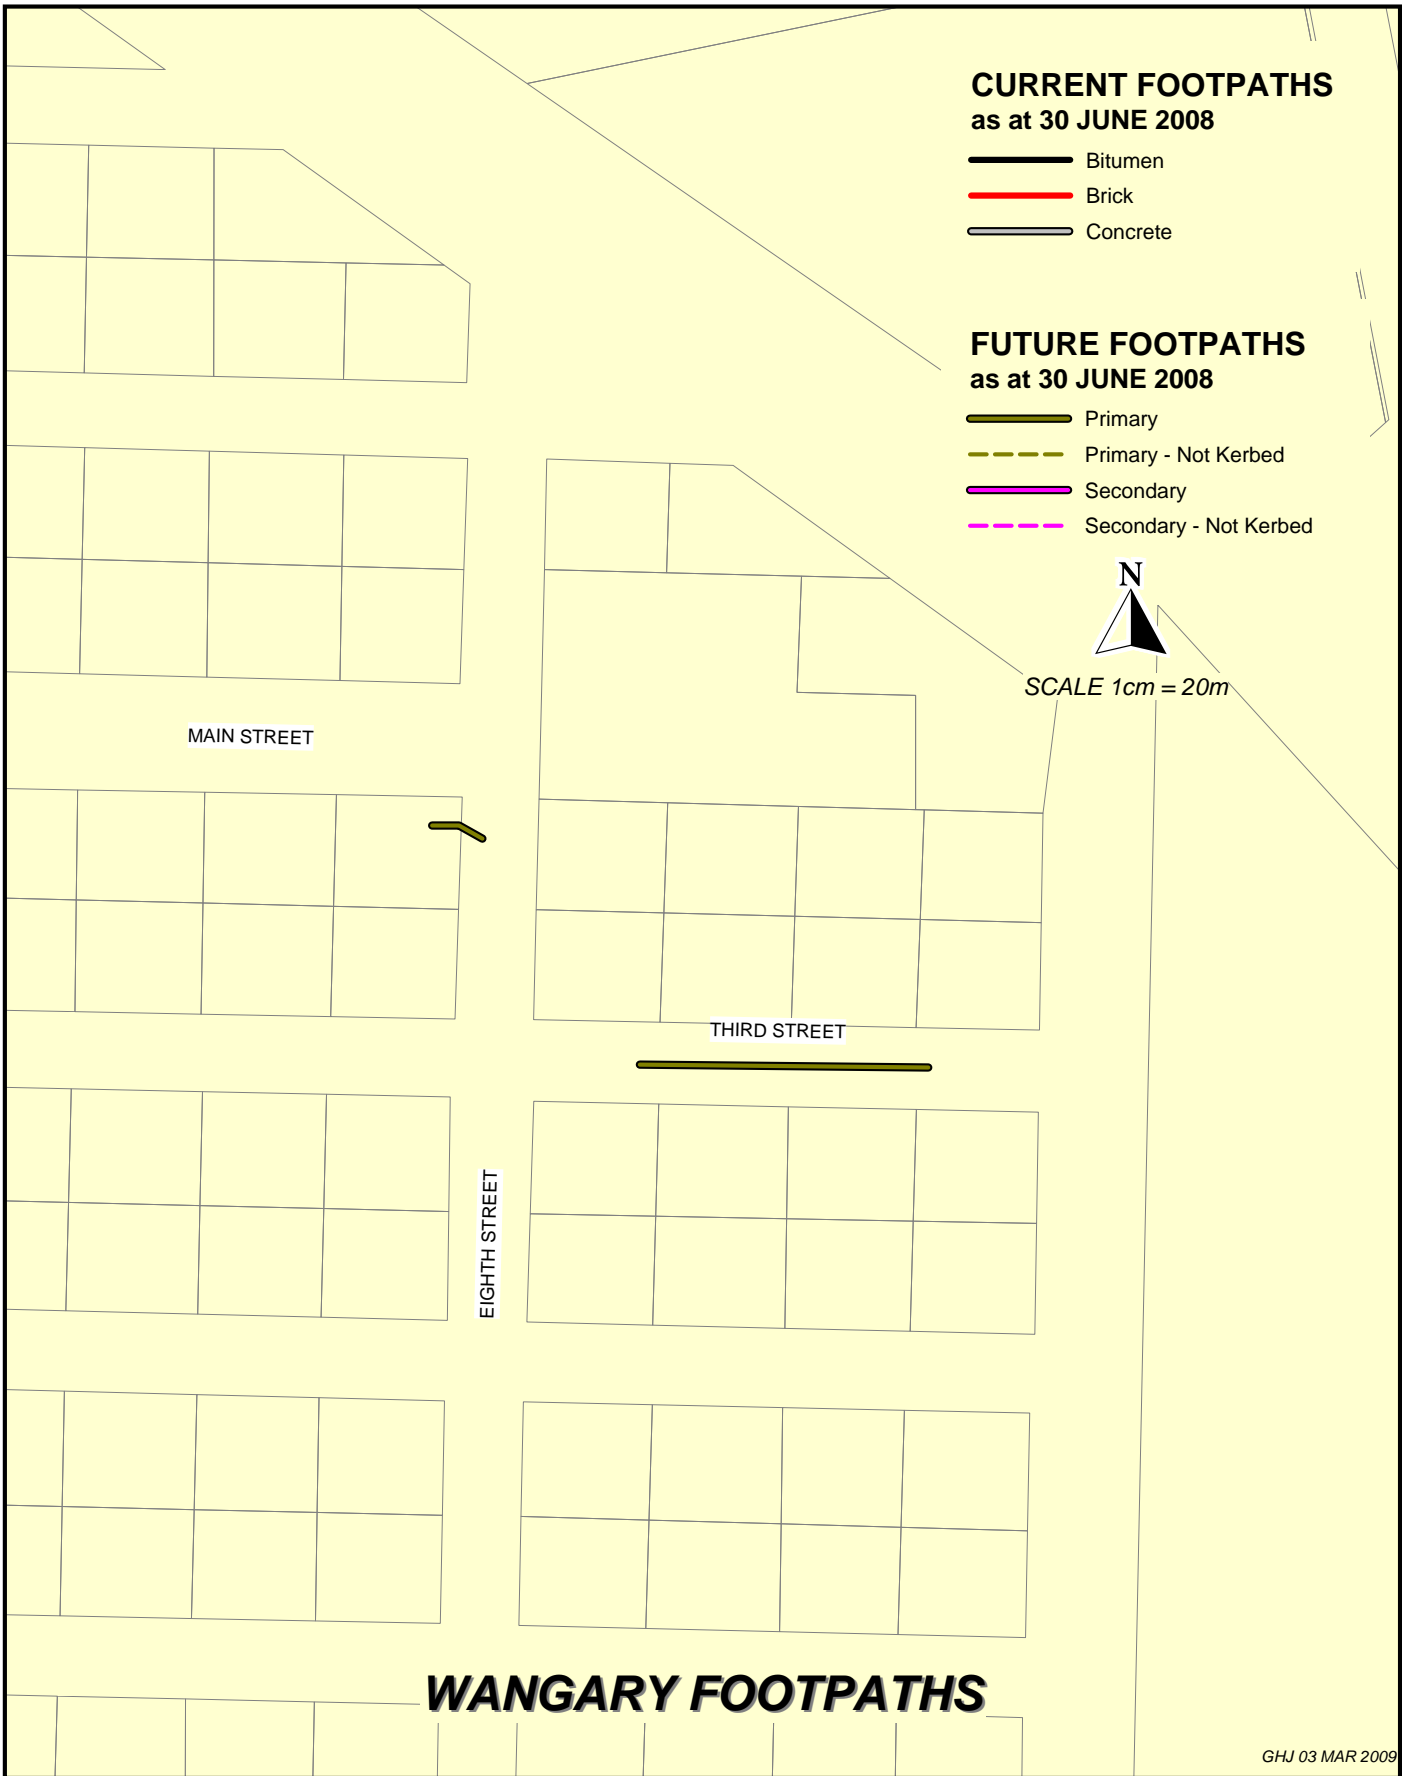 CURRENT FOOTPATHS
as at 30 JUNE 2008
Bitumen
Brick
Concrete
FUTURE FOOTPATHS
as at 30 JUNE 2008
Primary
Primary - Not Kerbed
Secondary
Secondary - Not Kerbed
N
SCALE 1cm = 20m
MAIN STREET
THIRD STREET
EIGHTH STREET
WANGARY FOOTPATHS
GHJ 03 MAR 2009